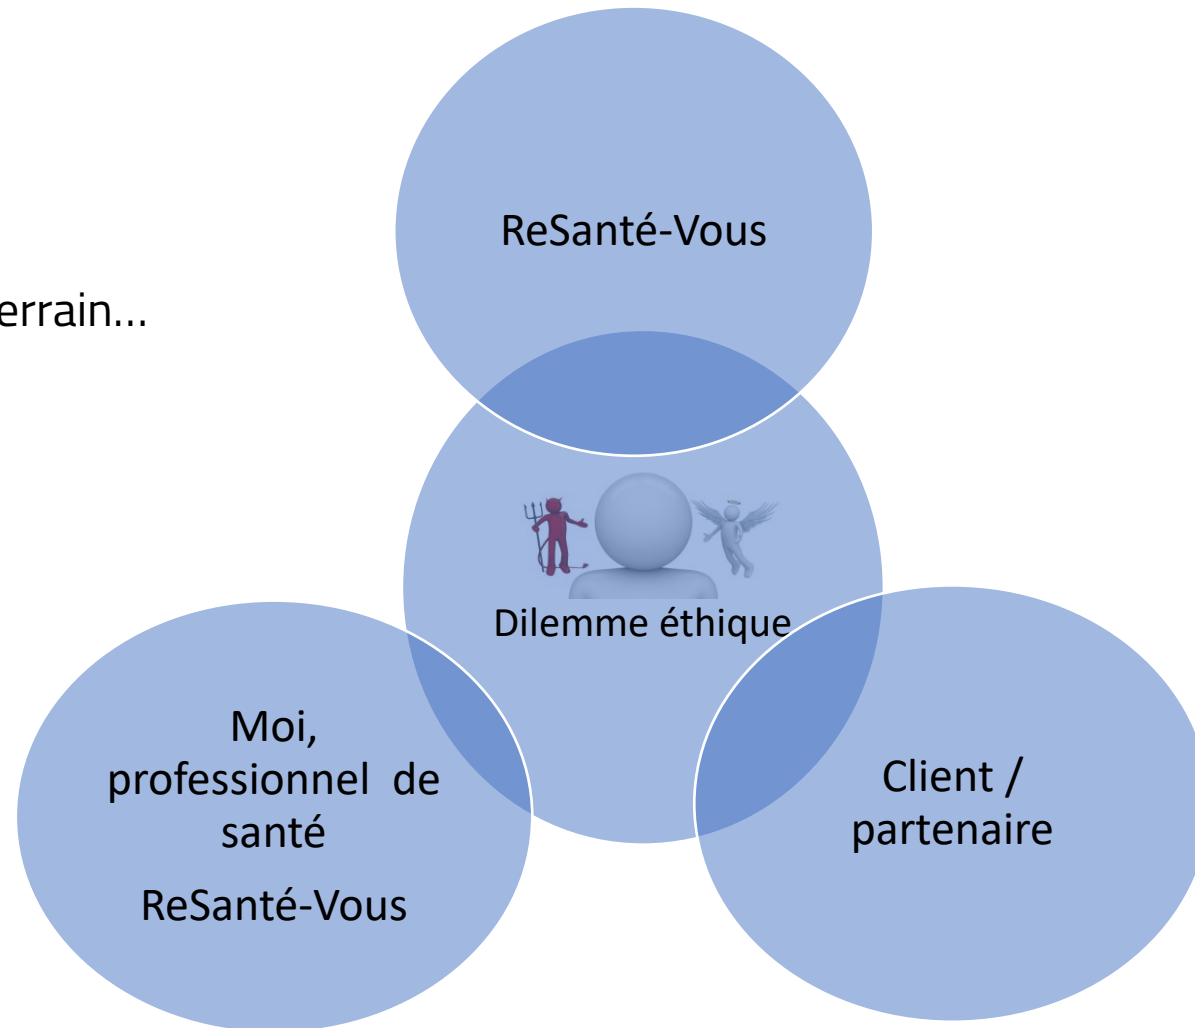 ReSanté-Vous
errain...
Dilemme éthique
Moi,
professionnel de
santé
ReSanté-Vous
Client /
partenaire